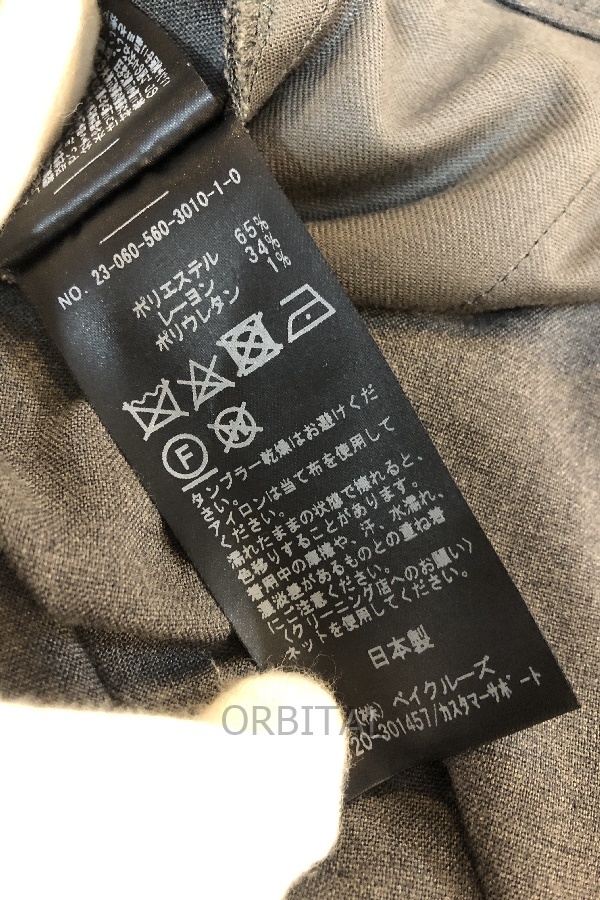 NO. 23-060-560-3010-1-0
ポリエステル 65%
レーヨン 34%
ポリウレタン 1%
F
タンブラー乾燥はお避けくだ
さい。
アイロンは当て布を使用して
ください。
濡れたままの状態で擦れると、
色移りすることがあります。
着用中の摩擦や、汗、水濡れ、
濃淡差があるものとの重ね着
にご注意ください。
〈クリーニング店へのお願い〉
ネットを使用してください。
日本製
(株) ベイクルーズ
20-301457/カスタマーサポート
ORBITAL